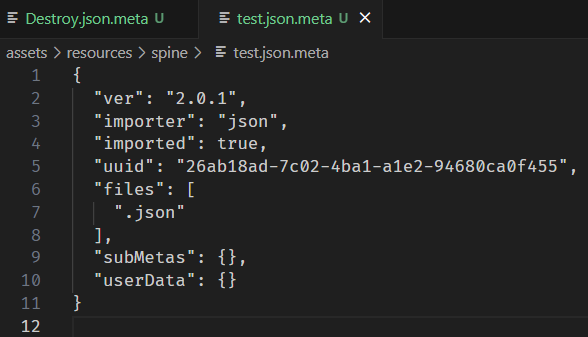 Destroy.json.meta U test.json.meta U
assets > resources > spine > test.json.meta
1 {
2 "ver": "2.0.1",
3 "importer": "json",
4 "imported": true,
5 "uuid": "26ab18ad-7c02-4ba1-a1e2-94680ca0f455",
6 "files": [
7 ".json"
8 ],
9 "subMetas": {},
10 "userData": {}
11 }
12